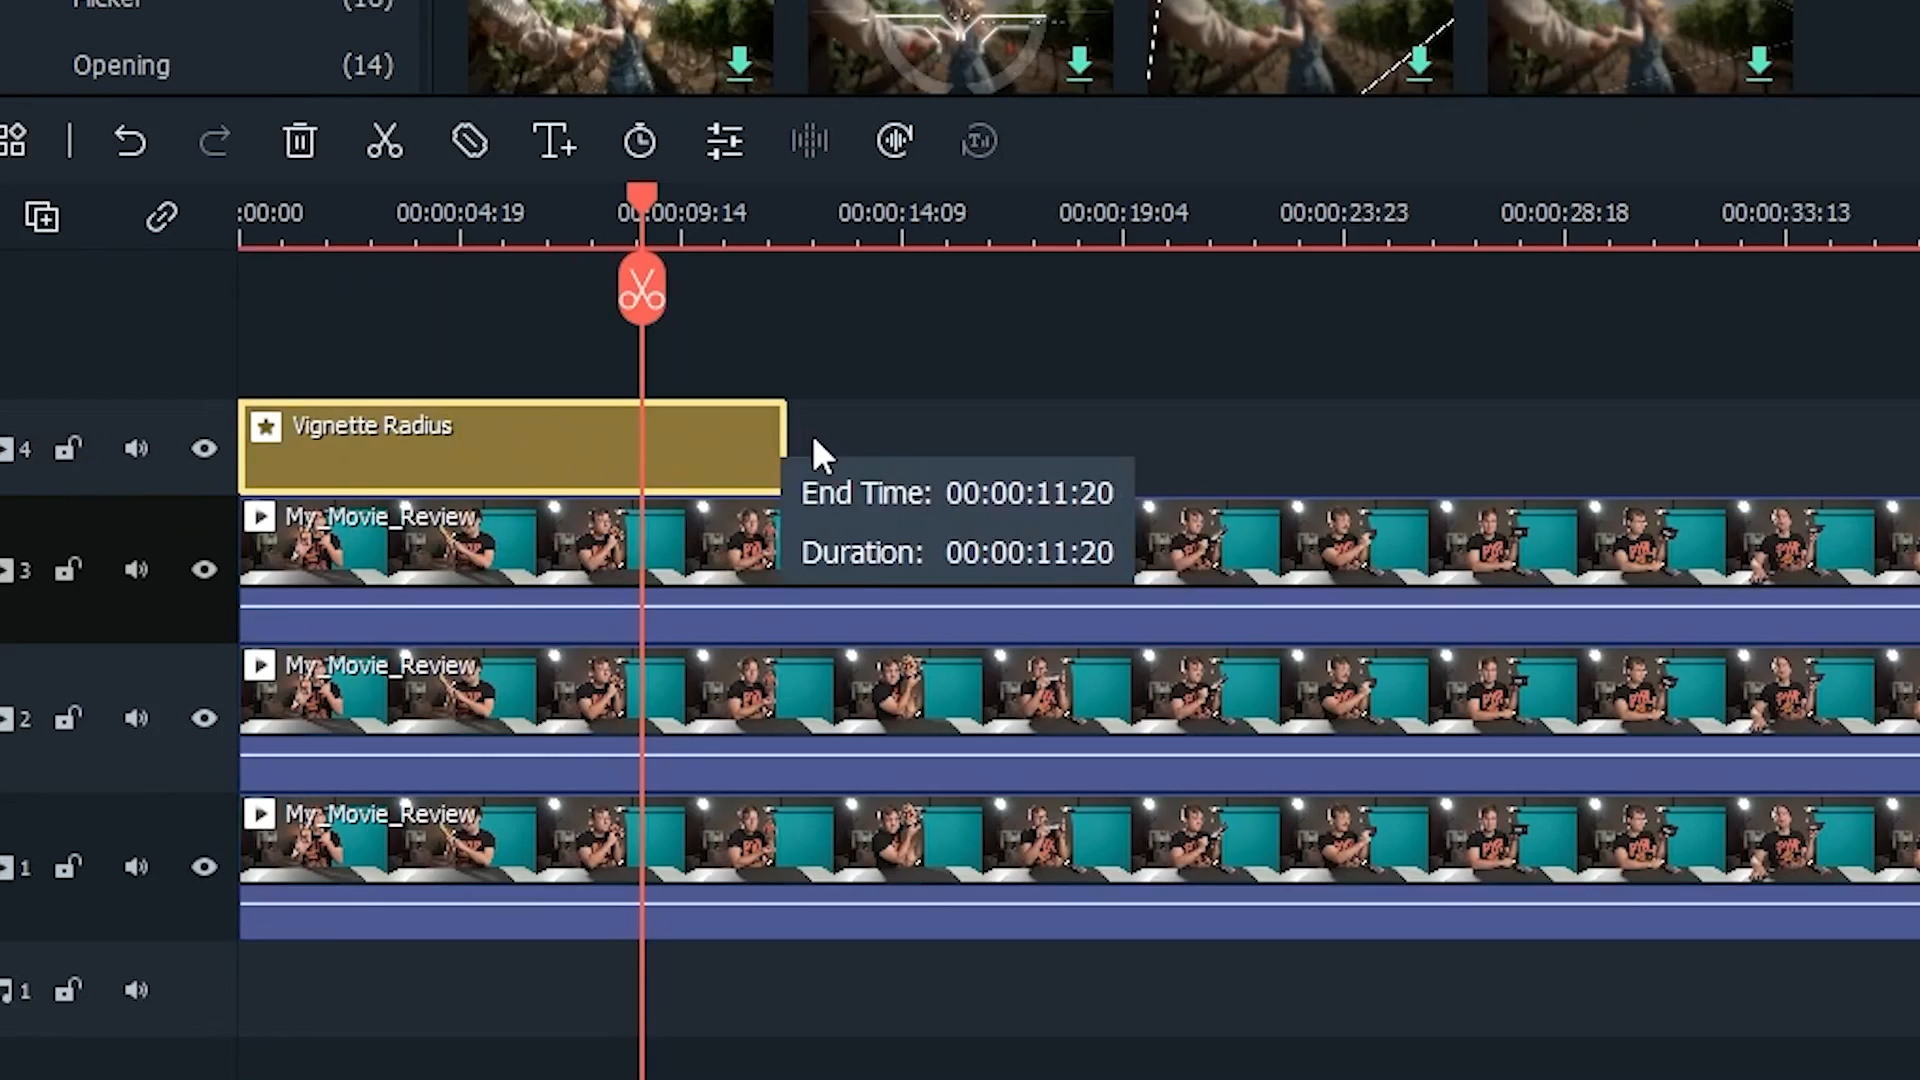 Flicker (16)
Opening (14)
:00:00 00:00:04:19 00:00:09:14 00:00:14:09 00:00:19:04 00:00:23:23 00:00:28:18 00:00:33:13
4 Vignette Radius
End Time: 00:00:11:20
Duration: 00:00:11:20
3 My_Movie_Review
2 My_Movie_Review
1 My_Movie_Review
1